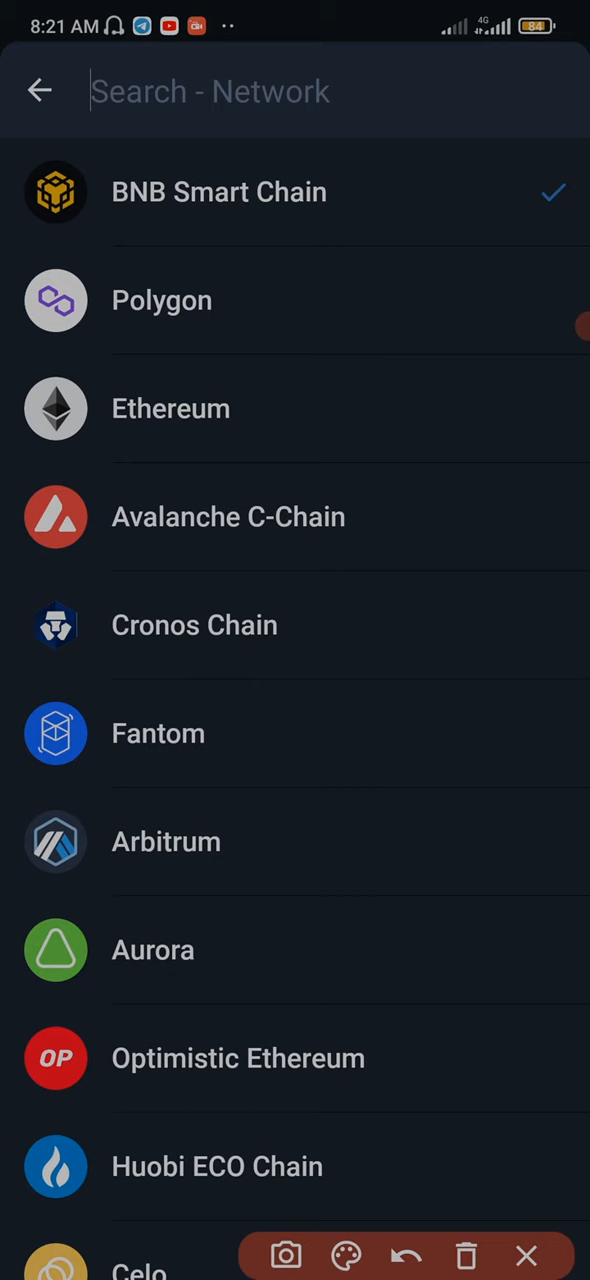 8:21 AM
4G
84
Search - Network
BNB Smart Chain
Polygon
Ethereum
Avalanche C-Chain
Cronos Chain
Fantom
Arbitrum
Aurora
OP
Optimistic Ethereum
Huobi ECO Chain
Celo